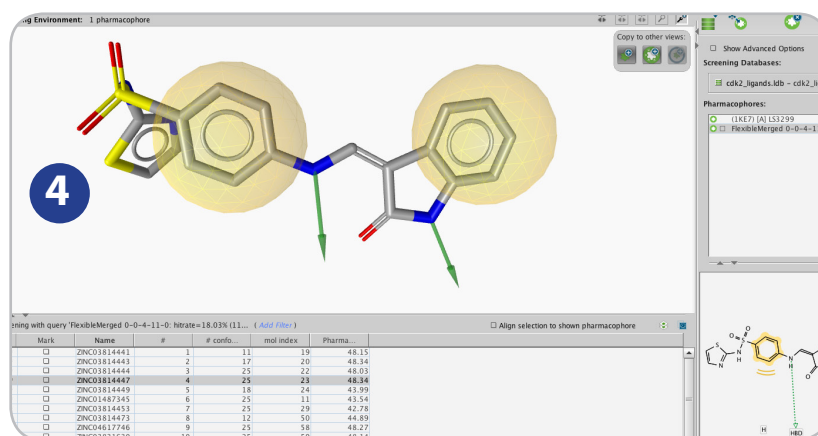 ng Environment: 1 pharmacophore
Copy to other views:
Show Advanced Options
Screening Databases:
cdk2_ligands.ldb - cdk2_li
Pharmacophores:
(1KE7) [A] LS3299
FlexibleMerged 0-0-4-1
4
ening with query 'FlexibleMerged 0-0-4-11-0: hitrate=18.03% (11... ( Add Filter )
Align selection to shown pharmacophore
Mark Name # # confo... mol index Pharma...
ZINC03814441 1 11 19 48.15
ZINC03814443 2 17 20 48.34
ZINC03814444 3 25 22 48.03
ZINC03814447 4 25 23 48.34
ZINC03814449 5 18 24 43.99
ZINC01487345 6 25 11 43.54
ZINC03814453 7 25 29 42.78
ZINC03814473 8 12 50 44.89
ZINC04617746 9 25 58 48.27
S N N H S O O N H O
H HBD